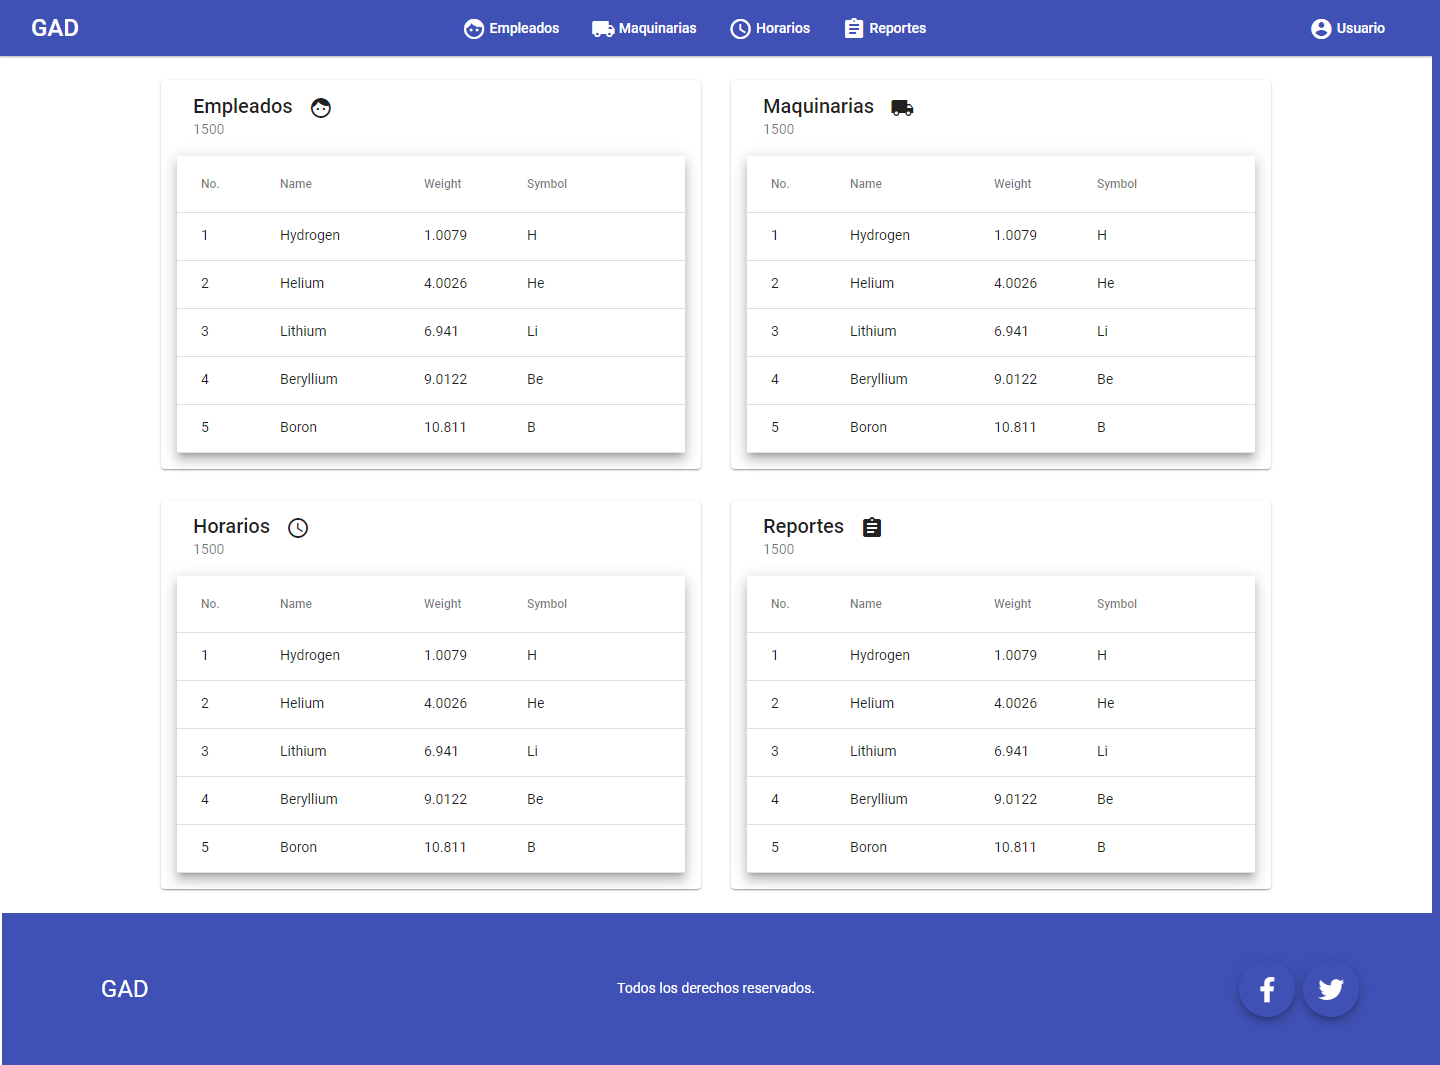 GAD Empleados Maquinarias Horarios Reportes Usuario
Empleados
1500
No. Name Weight Symbol
1 Hydrogen 1.0079 H
2 Helium 4.0026 He
3 Lithium 6.941 Li
4 Beryllium 9.0122 Be
5 Boron 10.811 B
Maquinarias
1500
No. Name Weight Symbol
1 Hydrogen 1.0079 H
2 Helium 4.0026 He
3 Lithium 6.941 Li
4 Beryllium 9.0122 Be
5 Boron 10.811 B
Horarios
1500
No. Name Weight Symbol
1 Hydrogen 1.0079 H
2 Helium 4.0026 He
3 Lithium 6.941 Li
4 Beryllium 9.0122 Be
5 Boron 10.811 B
Reportes
1500
No. Name Weight Symbol
1 Hydrogen 1.0079 H
2 Helium 4.0026 He
3 Lithium 6.941 Li
4 Beryllium 9.0122 Be
5 Boron 10.811 B
GAD Todos los derechos reservados.